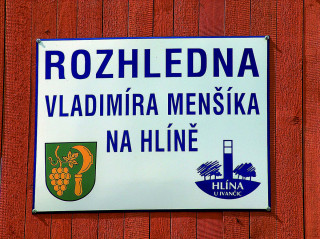 ROZHLEDNA
VLADIMÍRA MENŠÍKA
NA HLÍNĚ
HLÍNA
U IVANČIC